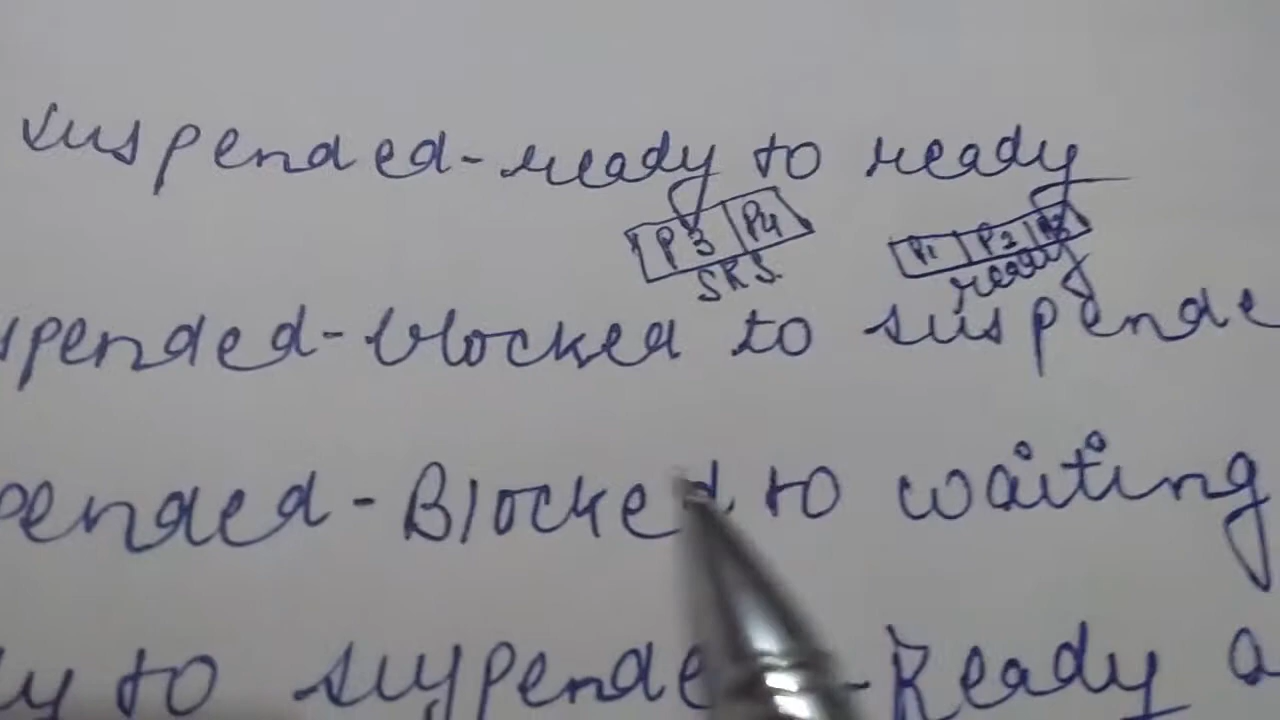 suspended-ready to ready
P3 P4
SRS.
P1 P2 P3
ready
spended-blocked to suspende
pended-Blocked to waiting
y to suspended-Ready a